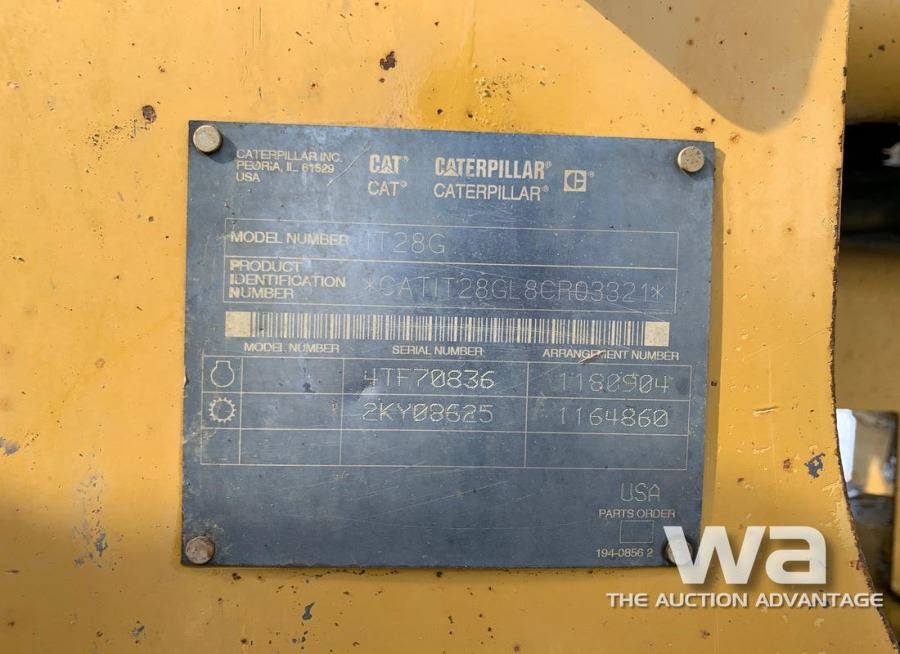 CATERPILLAR INC.
PEORIA, IL 61629
USA
CAT® CATERPILLAR® C®
CAT® CATERPILLAR®
MODEL NUMBER IT28G
PRODUCT IDENTIFICATION NUMBER *CATIT28GL8CR03321*
MODEL NUMBER SERIAL NUMBER ARRANGEMENT NUMBER
4TF70836 1180904
2KY08625 1164860
USA
PARTS ORDER
194-0856 2
wa
THE AUCTION ADVANTAGE